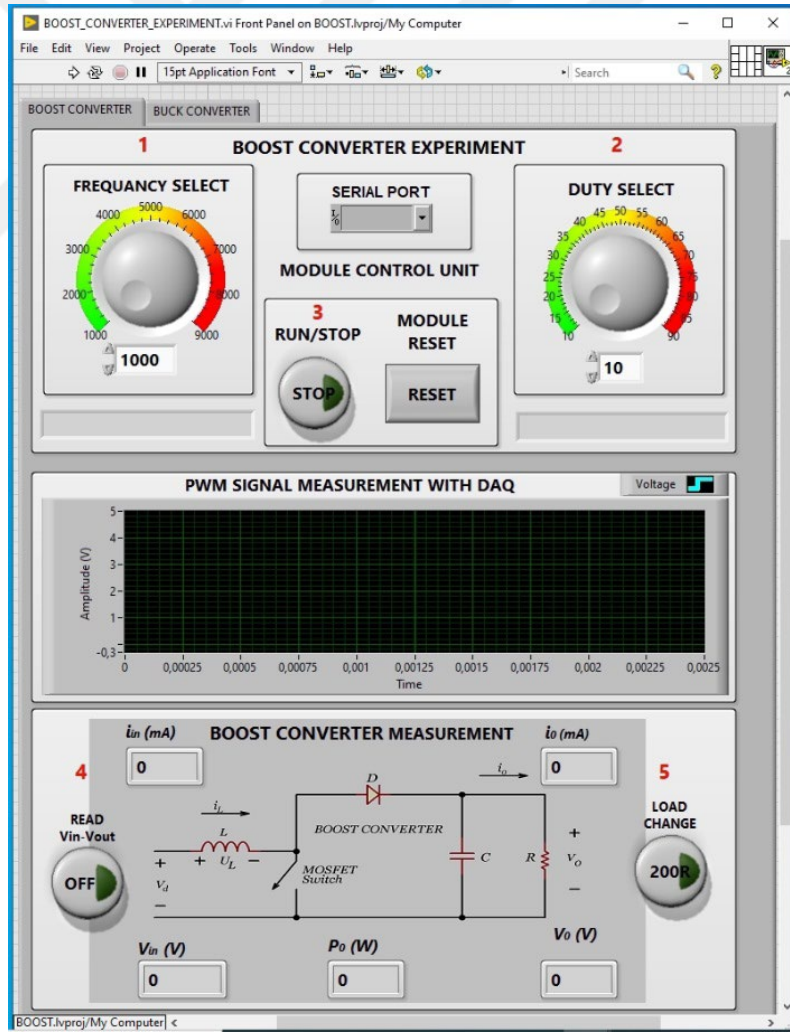 BOOST_CONVERTER_EXPERIMENT.vi Front Panel on BOOST.lvproj/My Computer
File Edit View Project Operate Tools Window Help
15pt Application Font Search
BOOST CONVERTER BUCK CONVERTER
1 BOOST CONVERTER EXPERIMENT 2
FREQUANCY SELECT
1000 2000 3000 4000 5000 6000 7000 8000 9000
1000
SERIAL PORT
I/O
MODULE CONTROL UNIT
3
RUN/STOP
STOP
MODULE
RESET
RESET
DUTY SELECT
10 15 20 25 30 35 40 45 50 55 60 65 70 75 80 85 90
10
PWM SIGNAL MEASUREMENT WITH DAQ
Voltage
Amplitude (V)
5
4
3
2
1
-0,3
0 0,00025 0,0005 0,00075 0,001 0,00125 0,0015 0,00175 0,002 0,00225 0,0025
Time
BOOST CONVERTER MEASUREMENT
iin (mA)
0
i0 (mA)
0
4
READ
Vin-Vout
OFF
5
LOAD
CHANGE
200R
D
io
iL
L
BOOST CONVERTER
+ UL −
MOSFET
Switch
C
R
+
Vd
−
+
Vo
−
Vin (V)
0
P0 (W)
0
V0 (V)
0
BOOST.lvproj/My Computer